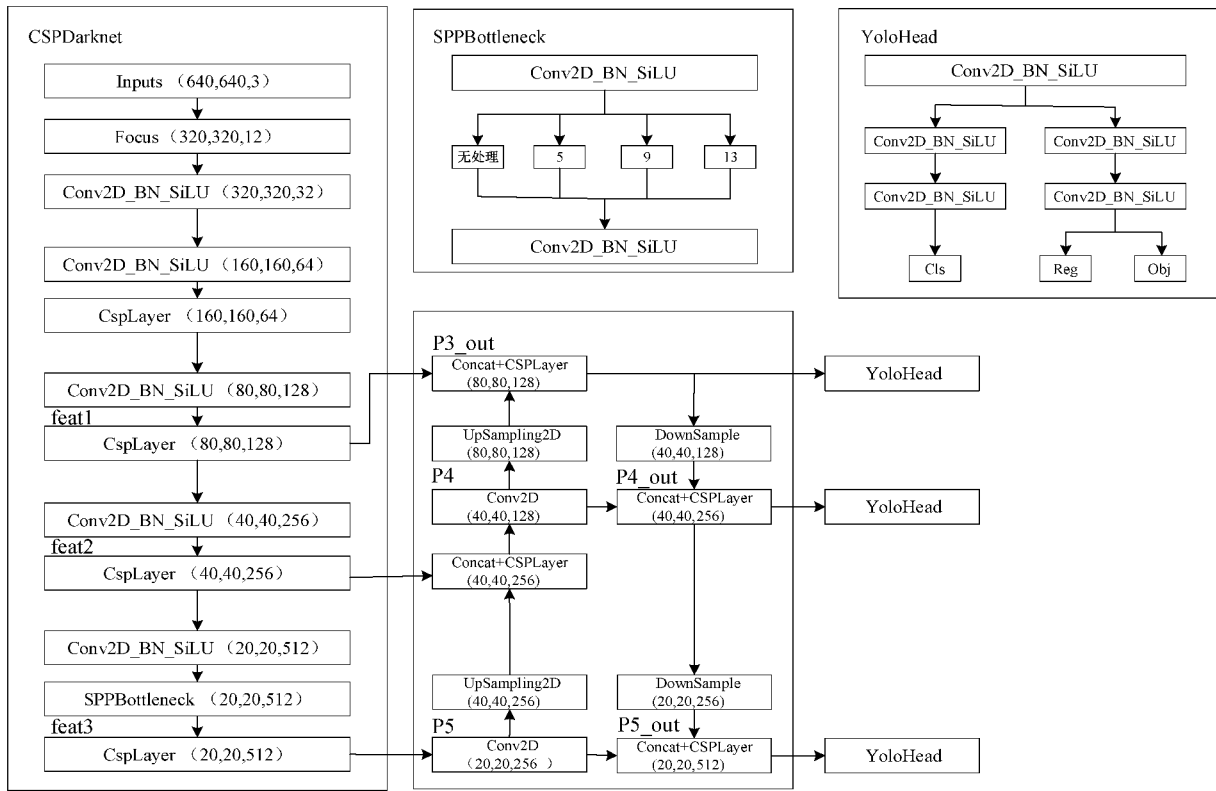 CSPDarknet
Inputs （640,640,3）
Focus （320,320,12）
Conv2D_BN_SiLU （320,320,32）
Conv2D_BN_SiLU （160,160,64）
CspLayer （160,160,64）
Conv2D_BN_SiLU （80,80,128）
feat1
CspLayer （80,80,128）
Conv2D_BN_SiLU （40,40,256）
feat2
CspLayer （40,40,256）
Conv2D_BN_SiLU （20,20,512）
SPPBottleneck （20,20,512）
feat3
CspLayer （20,20,512）
SPPBottleneck
Conv2D_BN_SiLU
无处理
5
9
13
Conv2D_BN_SiLU
YoloHead
Conv2D_BN_SiLU
Conv2D_BN_SiLU
Conv2D_BN_SiLU
Conv2D_BN_SiLU
Conv2D_BN_SiLU
Cls
Reg
Obj
P3_out
Concat+CSPLayer
(80,80,128)
UpSampling2D
(80,80,128)
P4
Conv2D
(40,40,128)
Concat+CSPLayer
(40,40,256)
UpSampling2D
(40,40,256)
P5
Conv2D
（20,20,256 ）
DownSample
(40,40,128)
P4_out
Concat+CSPLayer
(40,40,256)
DownSample
(20,20,256)
P5_out
Concat+CSPLayer
(20,20,512)
YoloHead
YoloHead
YoloHead